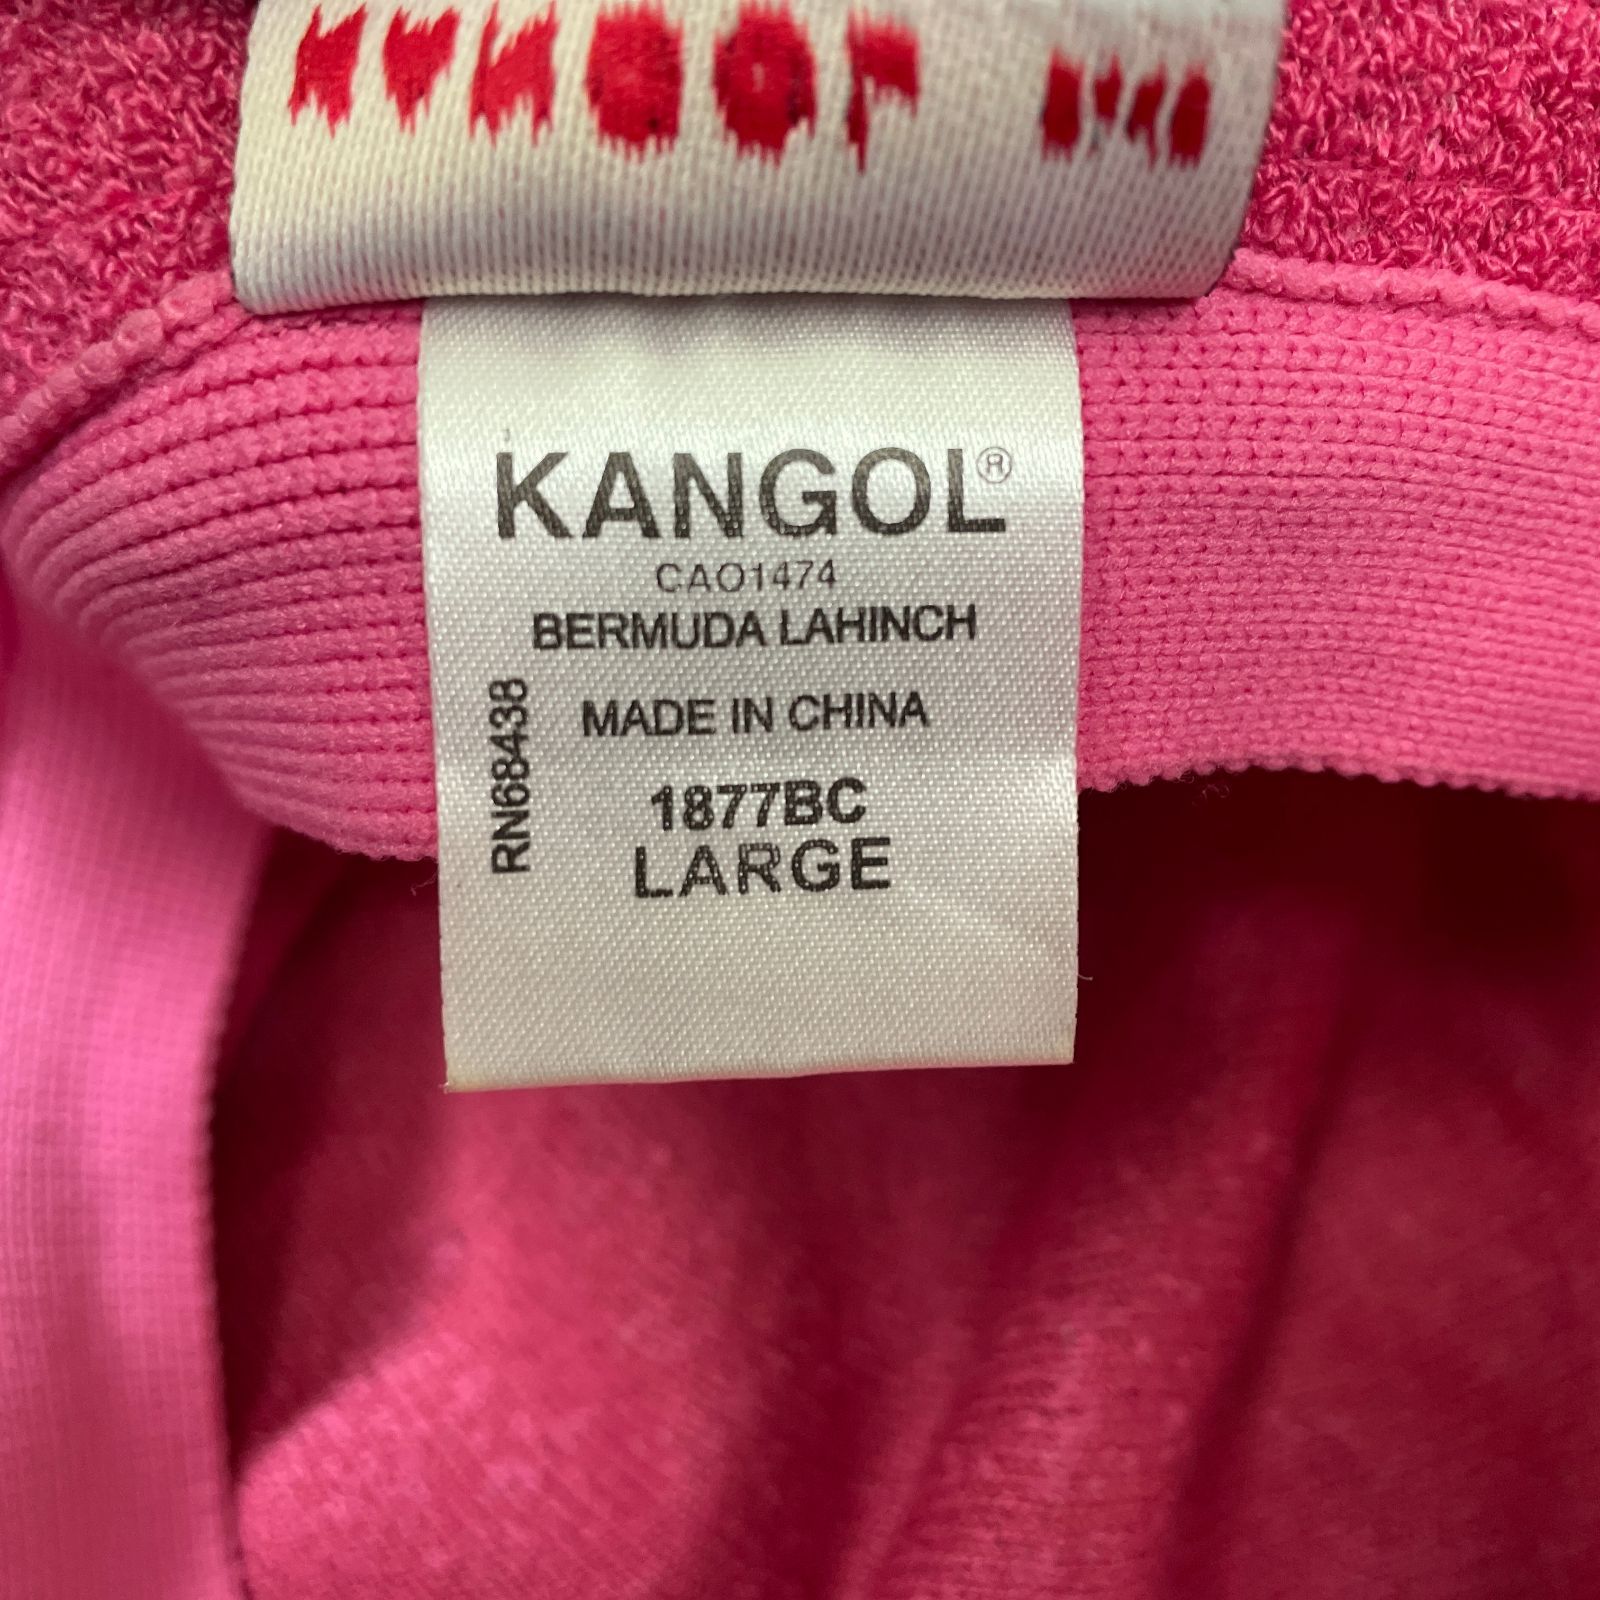 KANGOL®
CAO1474
BERMUDA LAHINCH
MADE IN CHINA
RN68438
1877BC
LARGE